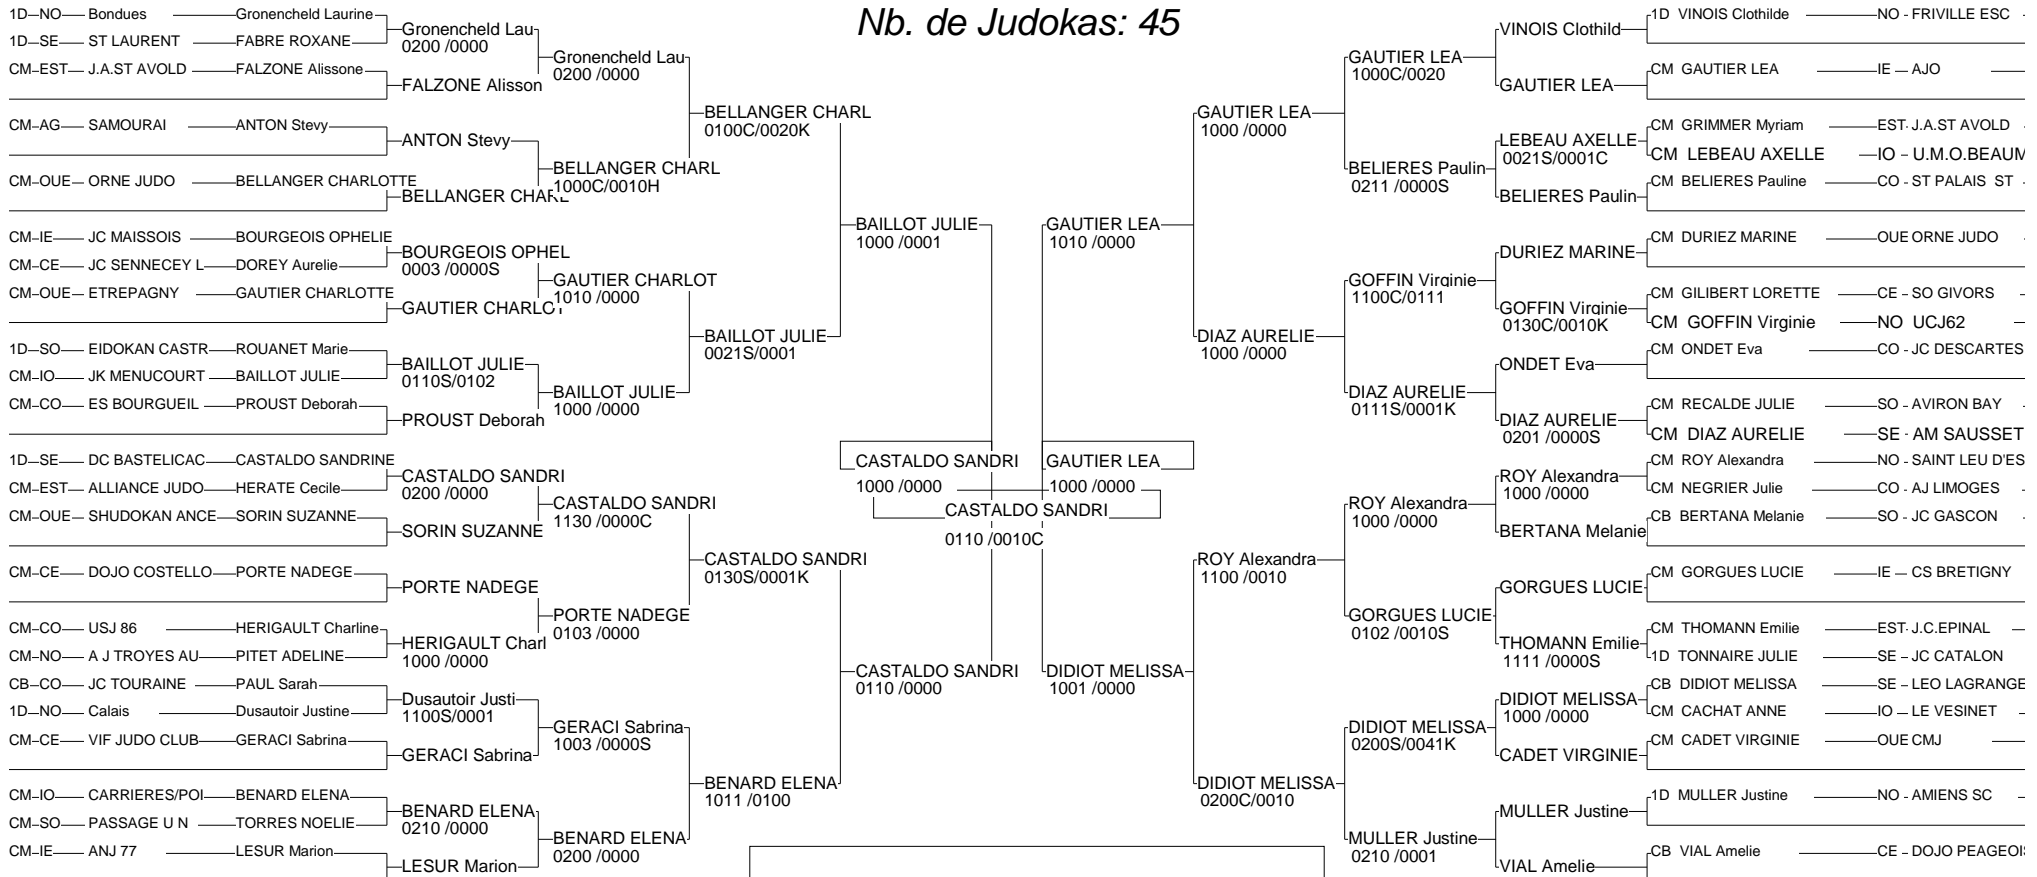 Nb. de Judokas: 45
1D NO Bondues Gronencheld Laurine
1D SE ST LAURENT FABRE ROXANE
CM EST J.A.ST AVOLD FALZONE Alissone
CM AG SAMOURAI ANTON Stevy
CM OUE ORNE JUDO BELLANGER CHARLOTTE
CM IE JC MAISSOIS BOURGEOIS OPHELIE
CM CE JC SENNECEY L DOREY Aurelie
CM OUE ETREPAGNY GAUTIER CHARLOTTE
1D SO EIDOKAN CASTR ROUANET Marie
CM IO JK MENUCOURT BAILLOT JULIE
CM CO ES BOURGUEIL PROUST Deborah
1D SE DC BASTELICAC CASTALDO SANDRINE
CM EST ALLIANCE JUDO HERATE Cecile
CM OUE SHUDOKAN ANCE SORIN SUZANNE
CM CE DOJO COSTELLO PORTE NADEGE
CM CO USJ 86 HERIGAULT Charline
CM NO A J TROYES AU PITET ADELINE
CB CO JC TOURAINE PAUL Sarah
1D NO Calais Dusautoir Justine
CM CE VIF JUDO CLUB GERACI Sabrina
CM IO CARRIERES/POI BENARD ELENA
CM SO PASSAGE U N TORRES NOELIE
CM IE ANJ 77 LESUR Marion
Gronencheld Lau
0200 /0000
FALZONE Alisson
ANTON Stevy
BELLANGER CHAR
BOURGEOIS OPHEL
0003 /0000S
GAUTIER CHARLO
BAILLOT JULIE
0110S/0102
PROUST Deborah
CASTALDO SANDRI
0200 /0000
SORIN SUZANNE
PORTE NADEGE
HERIGAULT Charl
1000 /0000
Dusautoir Justi
1100S/0001
GERACI Sabrina
BENARD ELENA
0210 /0000
LESUR Marion
Gronencheld Lau
0200 /0000
BELLANGER CHARL
1000C/0010H
GAUTIER CHARLOT
1010 /0000
BAILLOT JULIE
1000 /0000
CASTALDO SANDRI
1130 /0000C
PORTE NADEGE
0103 /0000
GERACI Sabrina
1003 /0000S
BENARD ELENA
0200 /0000
BELLANGER CHARL
0100C/0020K
BAILLOT JULIE
0021S/0001
CASTALDO SANDRI
0130S/0001K
BENARD ELENA
1011 /0100
BAILLOT JULIE
1000 /0001
CASTALDO SANDRI
0110 /0000
CASTALDO SANDRI
1000 /0000
GAUTIER LEA
1000 /0000
CASTALDO SANDRI
0110 /0010C
GAUTIER LEA
1010 /0000
DIDIOT MELISSA
1001 /0000
GAUTIER LEA
1000 /0000
DIAZ AURELIE
1000 /0000
ROY Alexandra
1100 /0010
DIDIOT MELISSA
0200C/0010
GAUTIER LEA
1000C/0020
BELIERES Paulin
0211 /0000S
GOFFIN Virginie
1100C/0111
DIAZ AURELIE
0111S/0001K
ROY Alexandra
1000 /0000
GORGUES LUCIE
0102 /0010S
DIDIOT MELISSA
0200S/0041K
MULLER Justine
0210 /0001
VINOIS Clothild
GAUTIER LEA
LEBEAU AXELLE
0021S/0001C
BELIERES Paulin
DURIEZ MARINE
GOFFIN Virginie
0130C/0010K
ONDET Eva
DIAZ AURELIE
0201 /0000S
ROY Alexandra
1000 /0000
BERTANA Melanie
GORGUES LUCIE
THOMANN Emilie
1111 /0000S
DIDIOT MELISSA
1000 /0000
CADET VIRGINIE
MULLER Justine
VIAL Amelie
1D VINOIS Clothilde NO - FRIVILLE ESC
CM GAUTIER LEA IE - AJO
CM GRIMMER Myriam EST- J.A.ST AVOLD
CM LEBEAU AXELLE IO - U.M.O.BEAUM
CM BELIERES Pauline CO - ST PALAIS ST
CM DURIEZ MARINE OUE ORNE JUDO
CM GILIBERT LORETTE CE - SO GIVORS
CM GOFFIN Virginie NO UCJ62
CM ONDET Eva CO - JC DESCARTES
CM RECALDE JULIE SO - AVIRON BAY
CM DIAZ AURELIE SE - AM SAUSSET
CM ROY Alexandra NO - SAINT LEU D'ES
CM NEGRIER Julie CO - AJ LIMOGES
CB BERTANA Melanie SO - JC GASCON
CM GORGUES LUCIE IE - CS BRETIGNY
CM THOMANN Emilie EST- J.C.EPINAL
1D TONNAIRE JULIE SE - JC CATALON
CB DIDIOT MELISSA SE - LEO LAGRANGE
CM CACHAT ANNE IO - LE VESINET
CM CADET VIRGINIE OUE CMJ
1D MULLER Justine NO - AMIENS SC
CB VIAL Amelie CE - DOJO PEAGEOIS